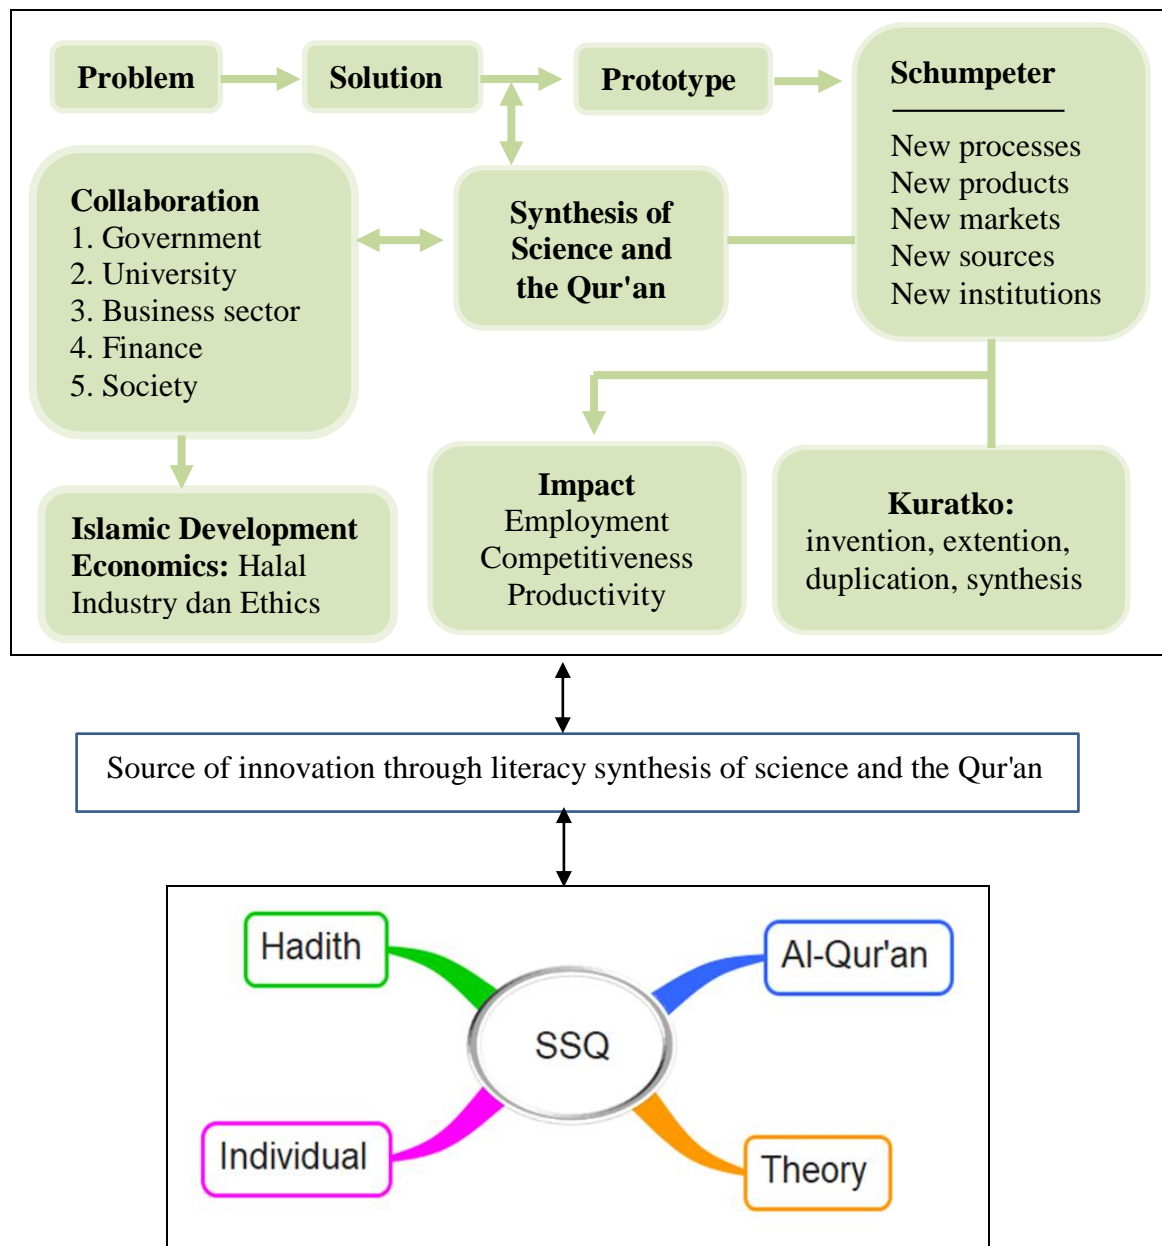 Problem
Solution
Prototype
Schumpeter
New processes
New products
New markets
New sources
New institutions
Collaboration
1. Government
2. University
3. Business sector
4. Finance
5. Society
Synthesis of
Science and
the Qur'an
Islamic Development
Economics: Halal
Industry dan Ethics
Impact
Employment
Competitiveness
Productivity
Kuratko:
invention, extention,
duplication, synthesis
Source of innovation through literacy synthesis of science and the Qur'an
Hadith
Al-Qur'an
SSQ
Individual
Theory